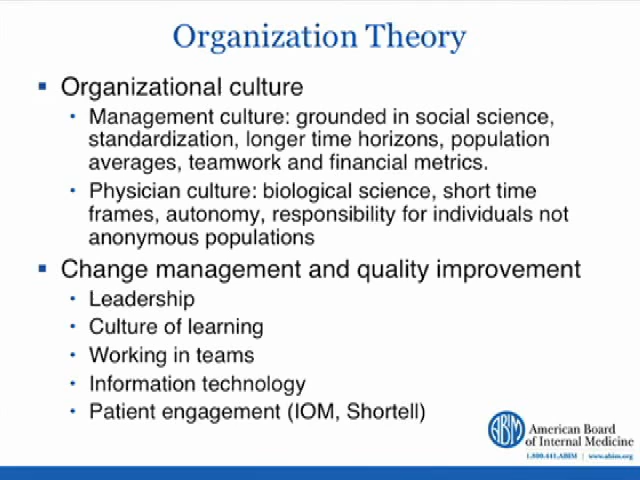 Organization Theory
▪ Organizational culture
• Management culture: grounded in social science,
standardization, longer time horizons, population
averages, teamwork and financial metrics.
• Physician culture: biological science, short time
frames, autonomy, responsibility for individuals not
anonymous populations
▪ Change management and quality improvement
• Leadership
• Culture of learning
• Working in teams
• Information technology
• Patient engagement (IOM, Shortell)
ABIM
American Board
of Internal Medicine
1-800-441-ABIM | www.abim.org